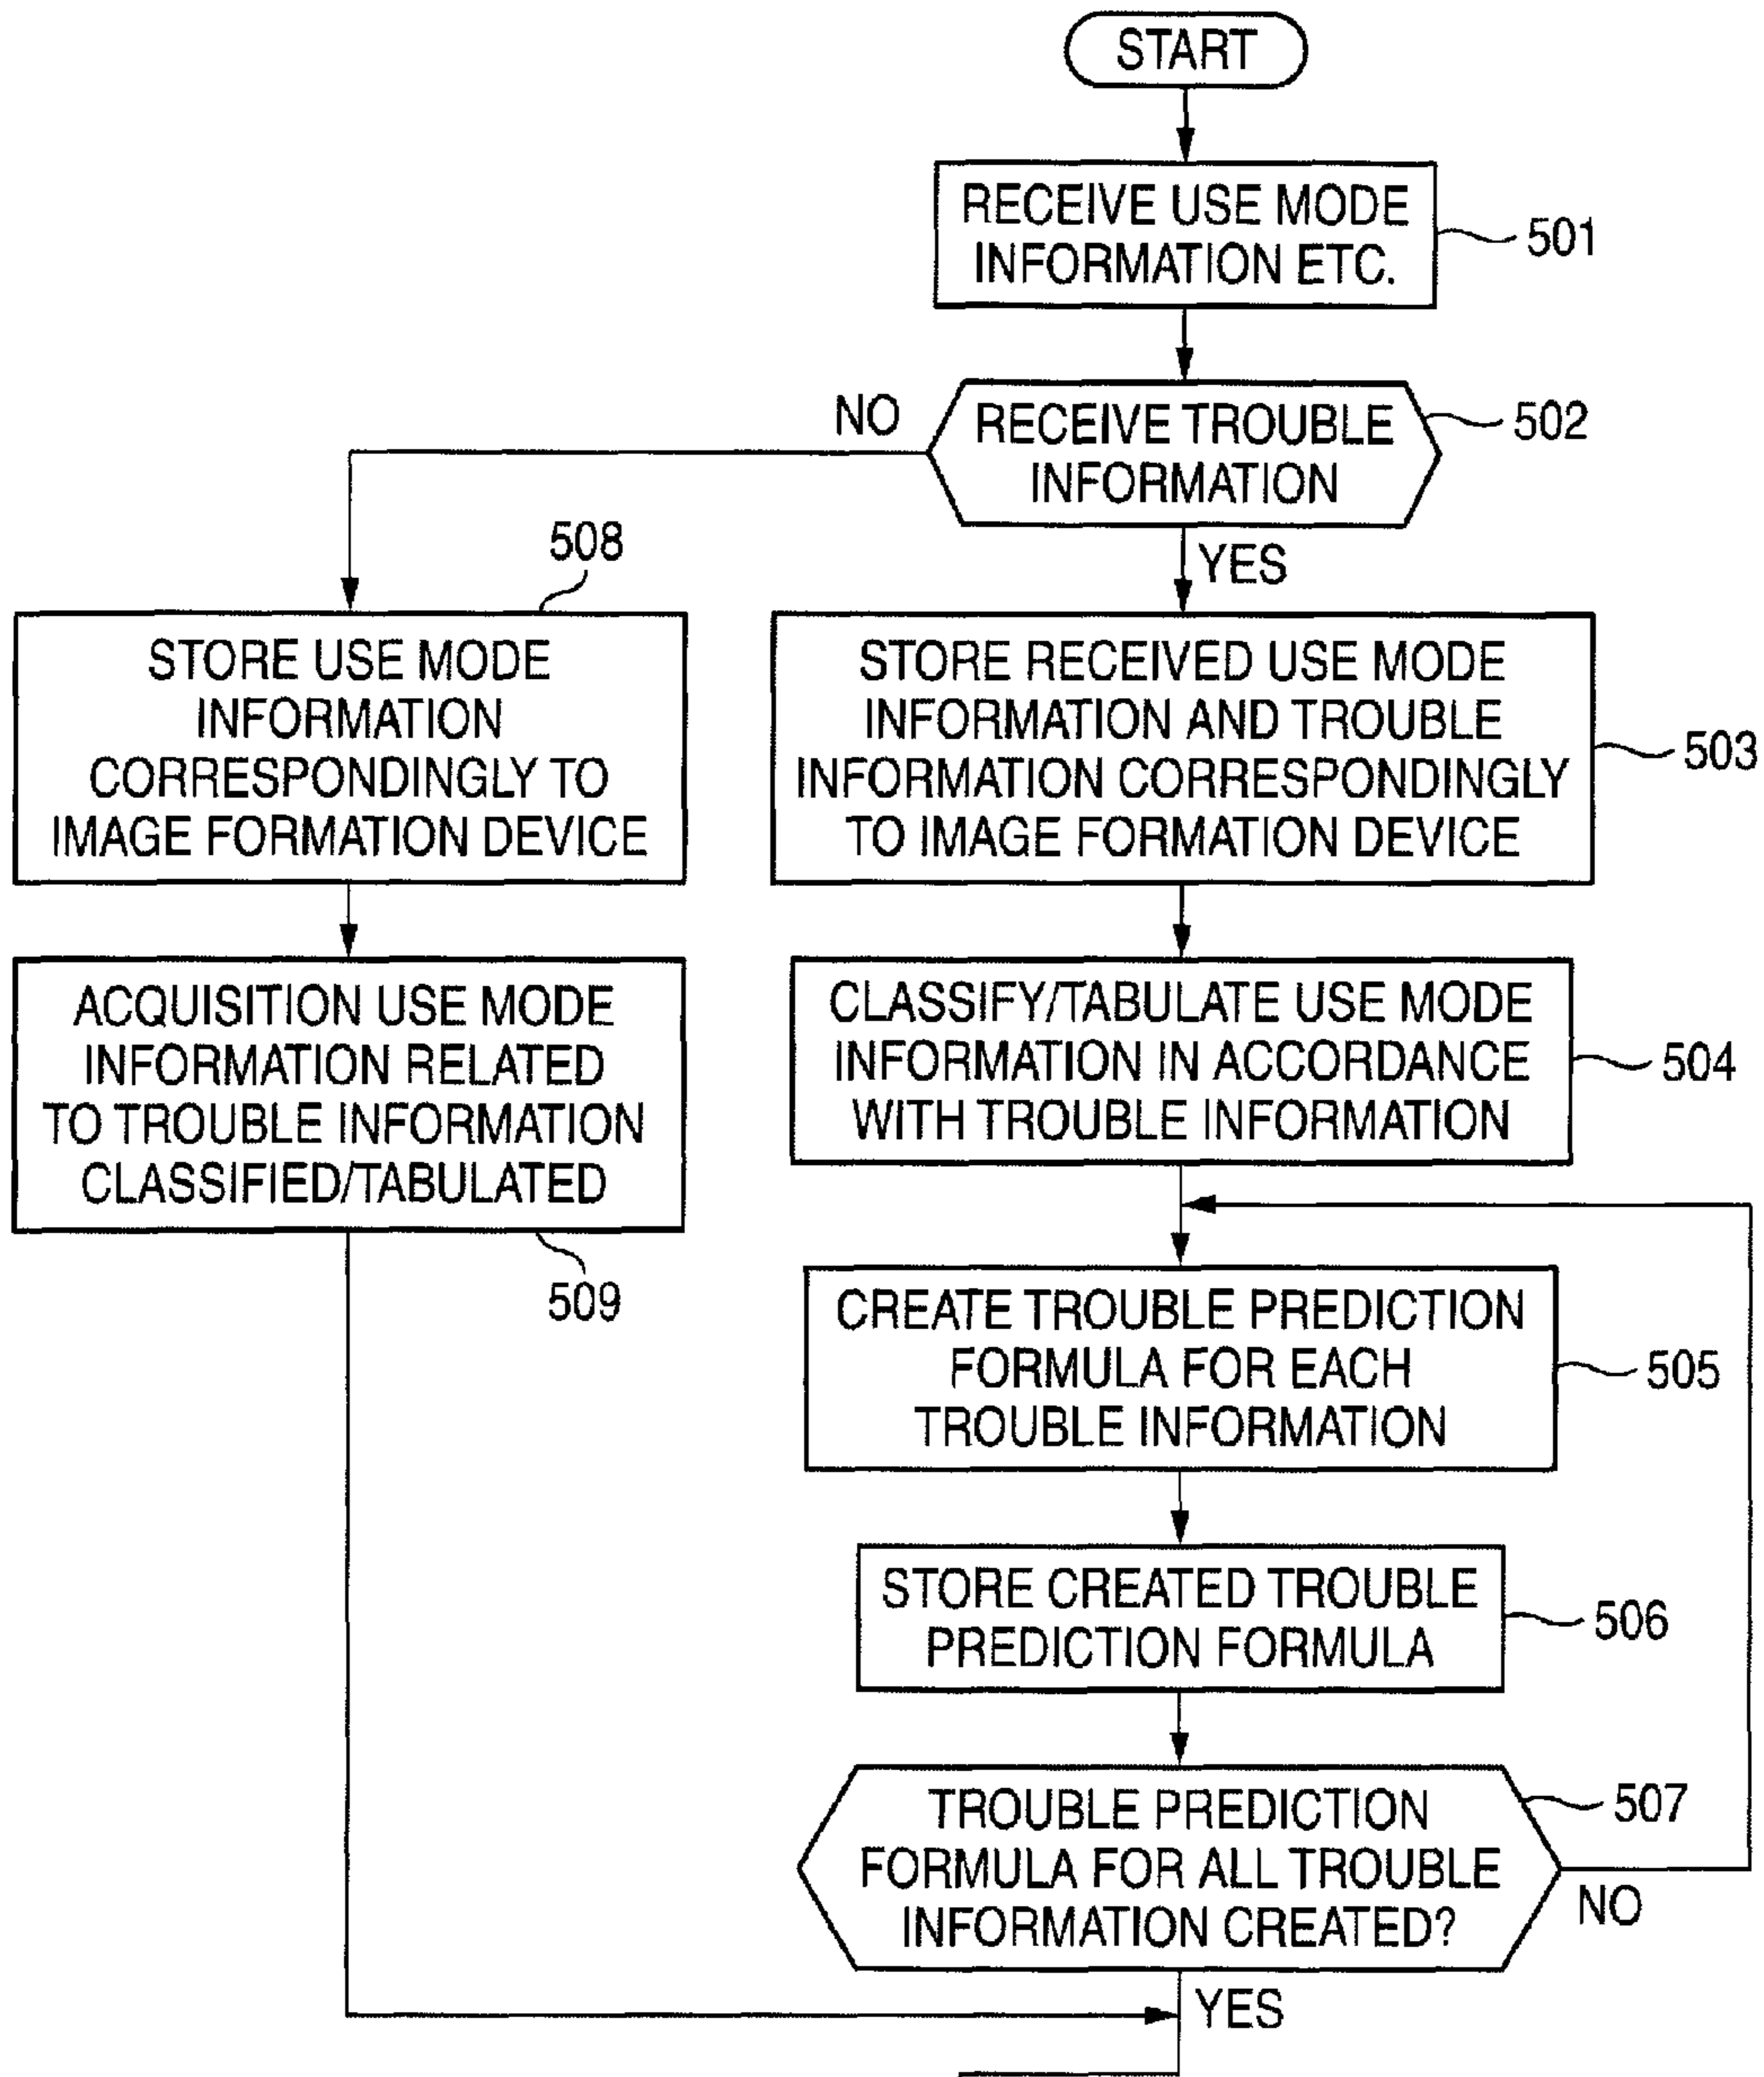 START
RECEIVE USE MODE
INFORMATION ETC.
501
NO
RECEIVE TROUBLE
INFORMATION
502
YES
508
STORE USE MODE
INFORMATION
CORRESPONDINGLY TO
IMAGE FORMATION DEVICE
STORE RECEIVED USE MODE
INFORMATION AND TROUBLE
INFORMATION CORRESPONDINGLY
TO IMAGE FORMATION DEVICE
503
ACQUISITION USE MODE
INFORMATION RELATED
TO TROUBLE INFORMATION
CLASSIFIED/TABULATED
509
CLASSIFY/TABULATE USE MODE
INFORMATION IN ACCORDANCE
WITH TROUBLE INFORMATION
504
CREATE TROUBLE PREDICTION
FORMULA FOR EACH
TROUBLE INFORMATION
505
STORE CREATED TROUBLE
PREDICTION FORMULA
506
TROUBLE PREDICTION
FORMULA FOR ALL TROUBLE
INFORMATION CREATED?
507
NO
YES